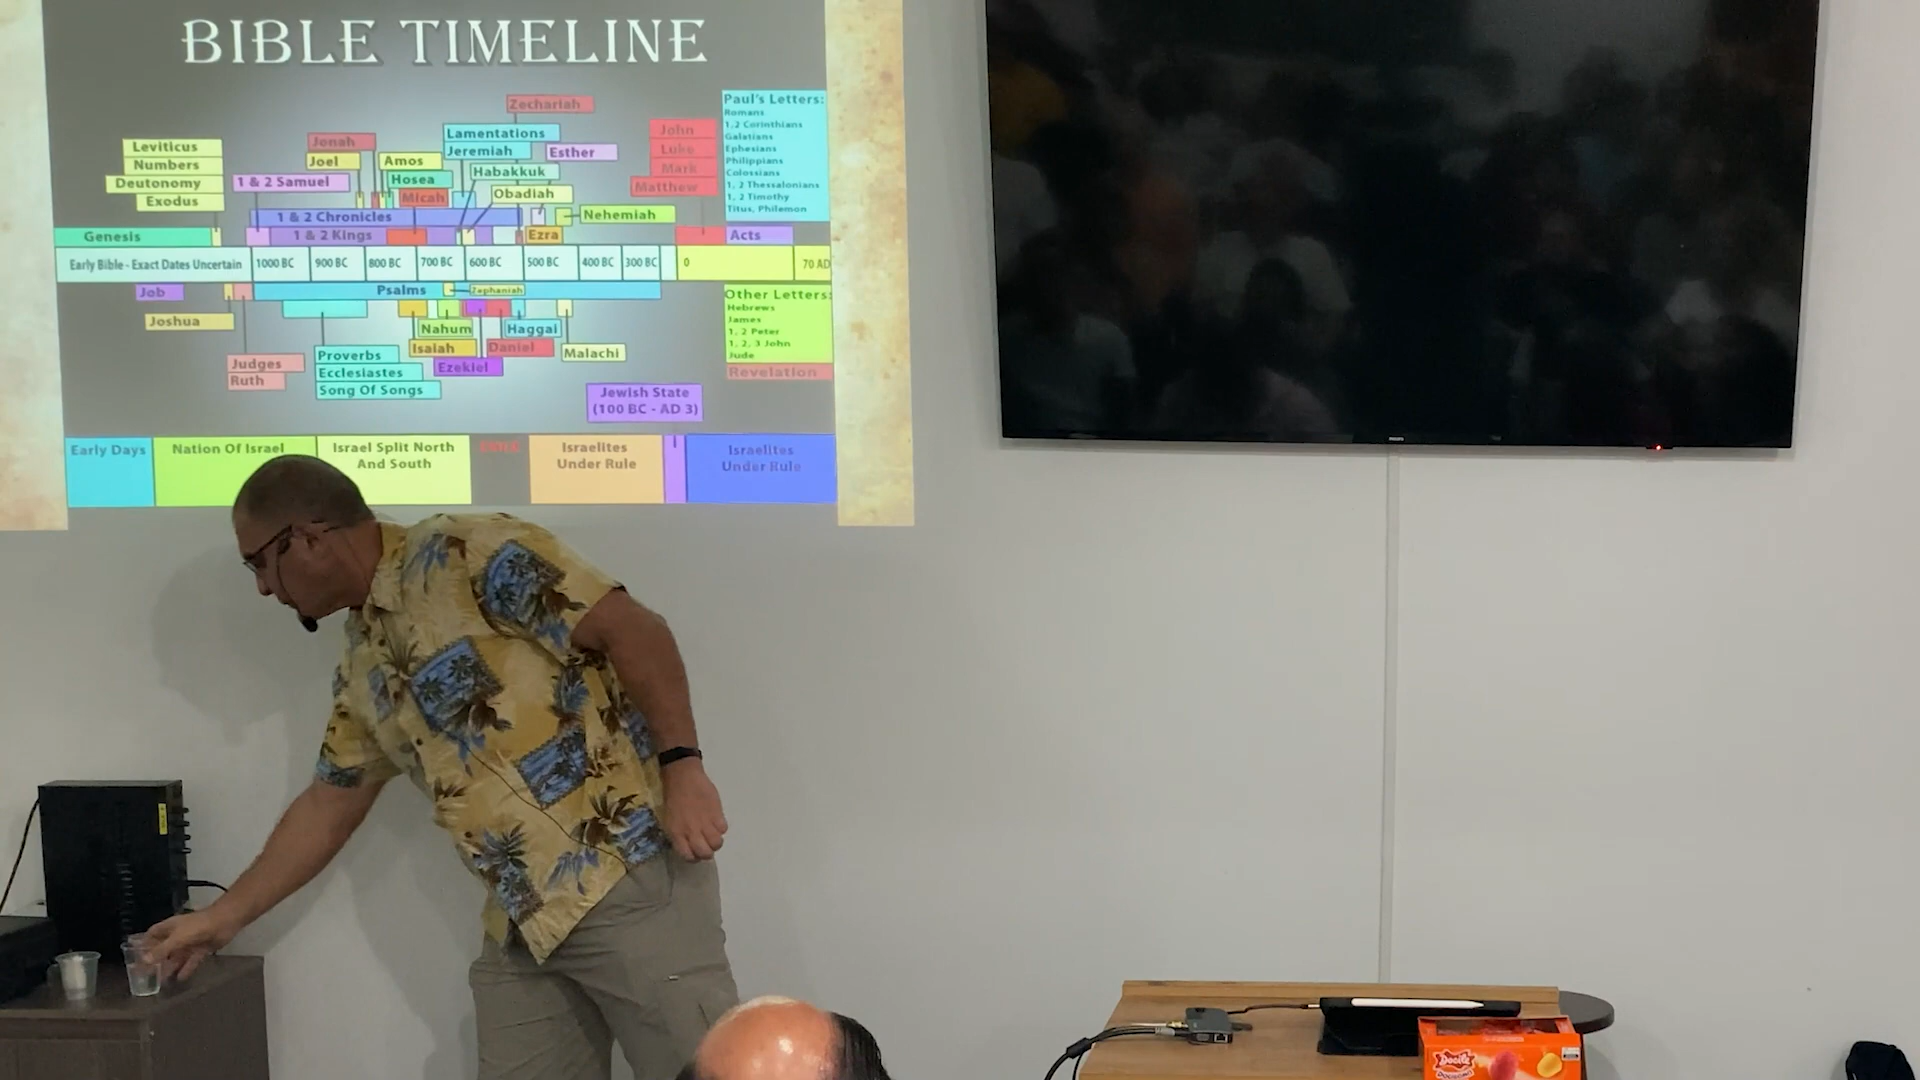 BIBLE TIMELINE
Zechariah
Paul's Letters:
Romans
1,2 Corinthians
Galatians
Ephesians
Philippians
Colossians
1, 2 Thessalonians
1, 2 Timothy
Titus, Philemon
Lamentations
Jeremiah
Esther
Habakkuk
Obadiah
Nehemiah
Ezra
John
Luke
Mark
Matthew
Acts
Jonah
Joel
Amos
Hosea
Micah
Leviticus
Numbers
Deutonomy
Exodus
1 & 2 Samuel
1 & 2 Chronicles
1 & 2 Kings
Genesis
Early Bible - Exact Dates Uncertain
1000 BC
900 BC
800 BC
700 BC
600 BC
500 BC
400 BC
300 BC
0
70 AD
Job
Psalms
Zephaniah
Joshua
Nahum
Haggai
Isaiah
Daniel
Malachi
Ezekiel
Judges
Ruth
Proverbs
Ecclesiastes
Song Of Songs
Other Letters:
Hebrews
James
1, 2 Peter
1, 2, 3 John
Jude
Revelation
Jewish State
(100 BC - AD 3)
Early Days
Nation Of Israel
Israel Split North
And South
Israelites
Under Rule
Israelites
Under Rule
PHILIPS
Docile